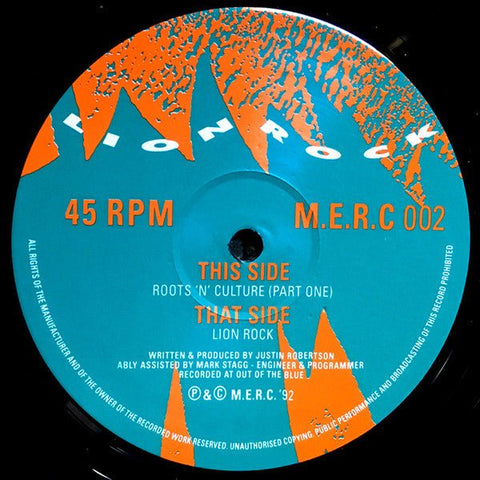 LIONROCK
45 RPM
M.E.R.C 002
THIS SIDE
ROOTS 'N' CULTURE (PART ONE)
THAT SIDE
LION ROCK
WRITTEN & PRODUCED BY JUSTIN ROBERTSON
ABLY ASSISTED BY MARK STAGG - ENGINEER & PROGRAMMER
RECORDED AT OUT OF THE BLUE
Ⓟ & © M.E.R.C. '92
ALL RIGHTS OF THE MANUFACTURER AND OF THE OWNER OF THE RECORDED WORK RESERVED. UNAUTHORISED COPYING, PUBLIC PERFORMANCE AND BROADCASTING OF THIS RECORD PROHIBITED